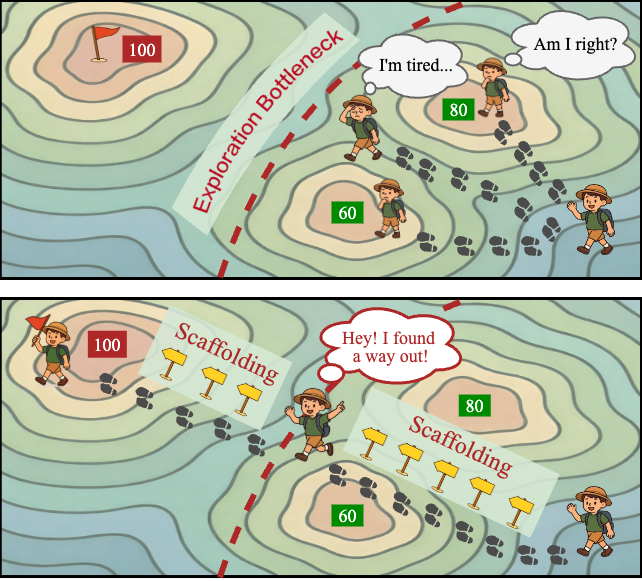 100
Exploration Bottleneck
I'm tired...
Am I right?
80
60
100
Scaffolding
Hey! I found
a way out!
80
Scaffolding
60